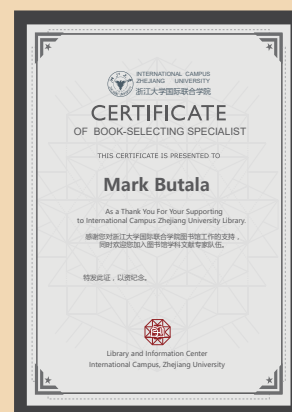 INTERNATIONAL CAMPUS
ZHEJIANG UNIVERSITY
浙江大学国际联合学院
CERTIFICATE
OF BOOK-SELECTING SPECIALIST
THIS CERTIFICATE IS PRESENTED TO
Mark Butala
As a Thank You For Your Supporting
to International Campus Zhejiang University Library.
感谢您对浙江大学国际联合学院图书馆工作的支持，
同时欢迎您加入图书馆学科文献专家队伍。
特发此证，以资纪念。
Library and Information Center
International Campus, Zhejiang University